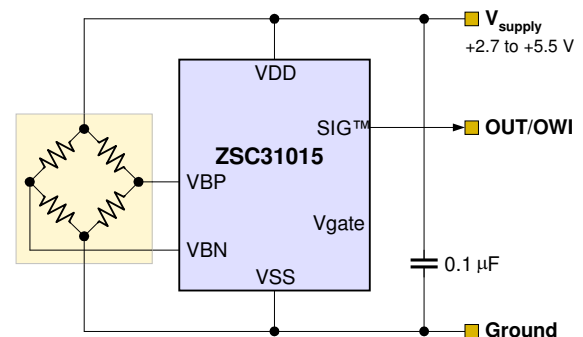 V_supply
+2.7 to +5.5 V
VDD
SIG™
OUT/OWI
ZSC31015
VBP
Vgate
VBN
VSS
0.1 µF
Ground